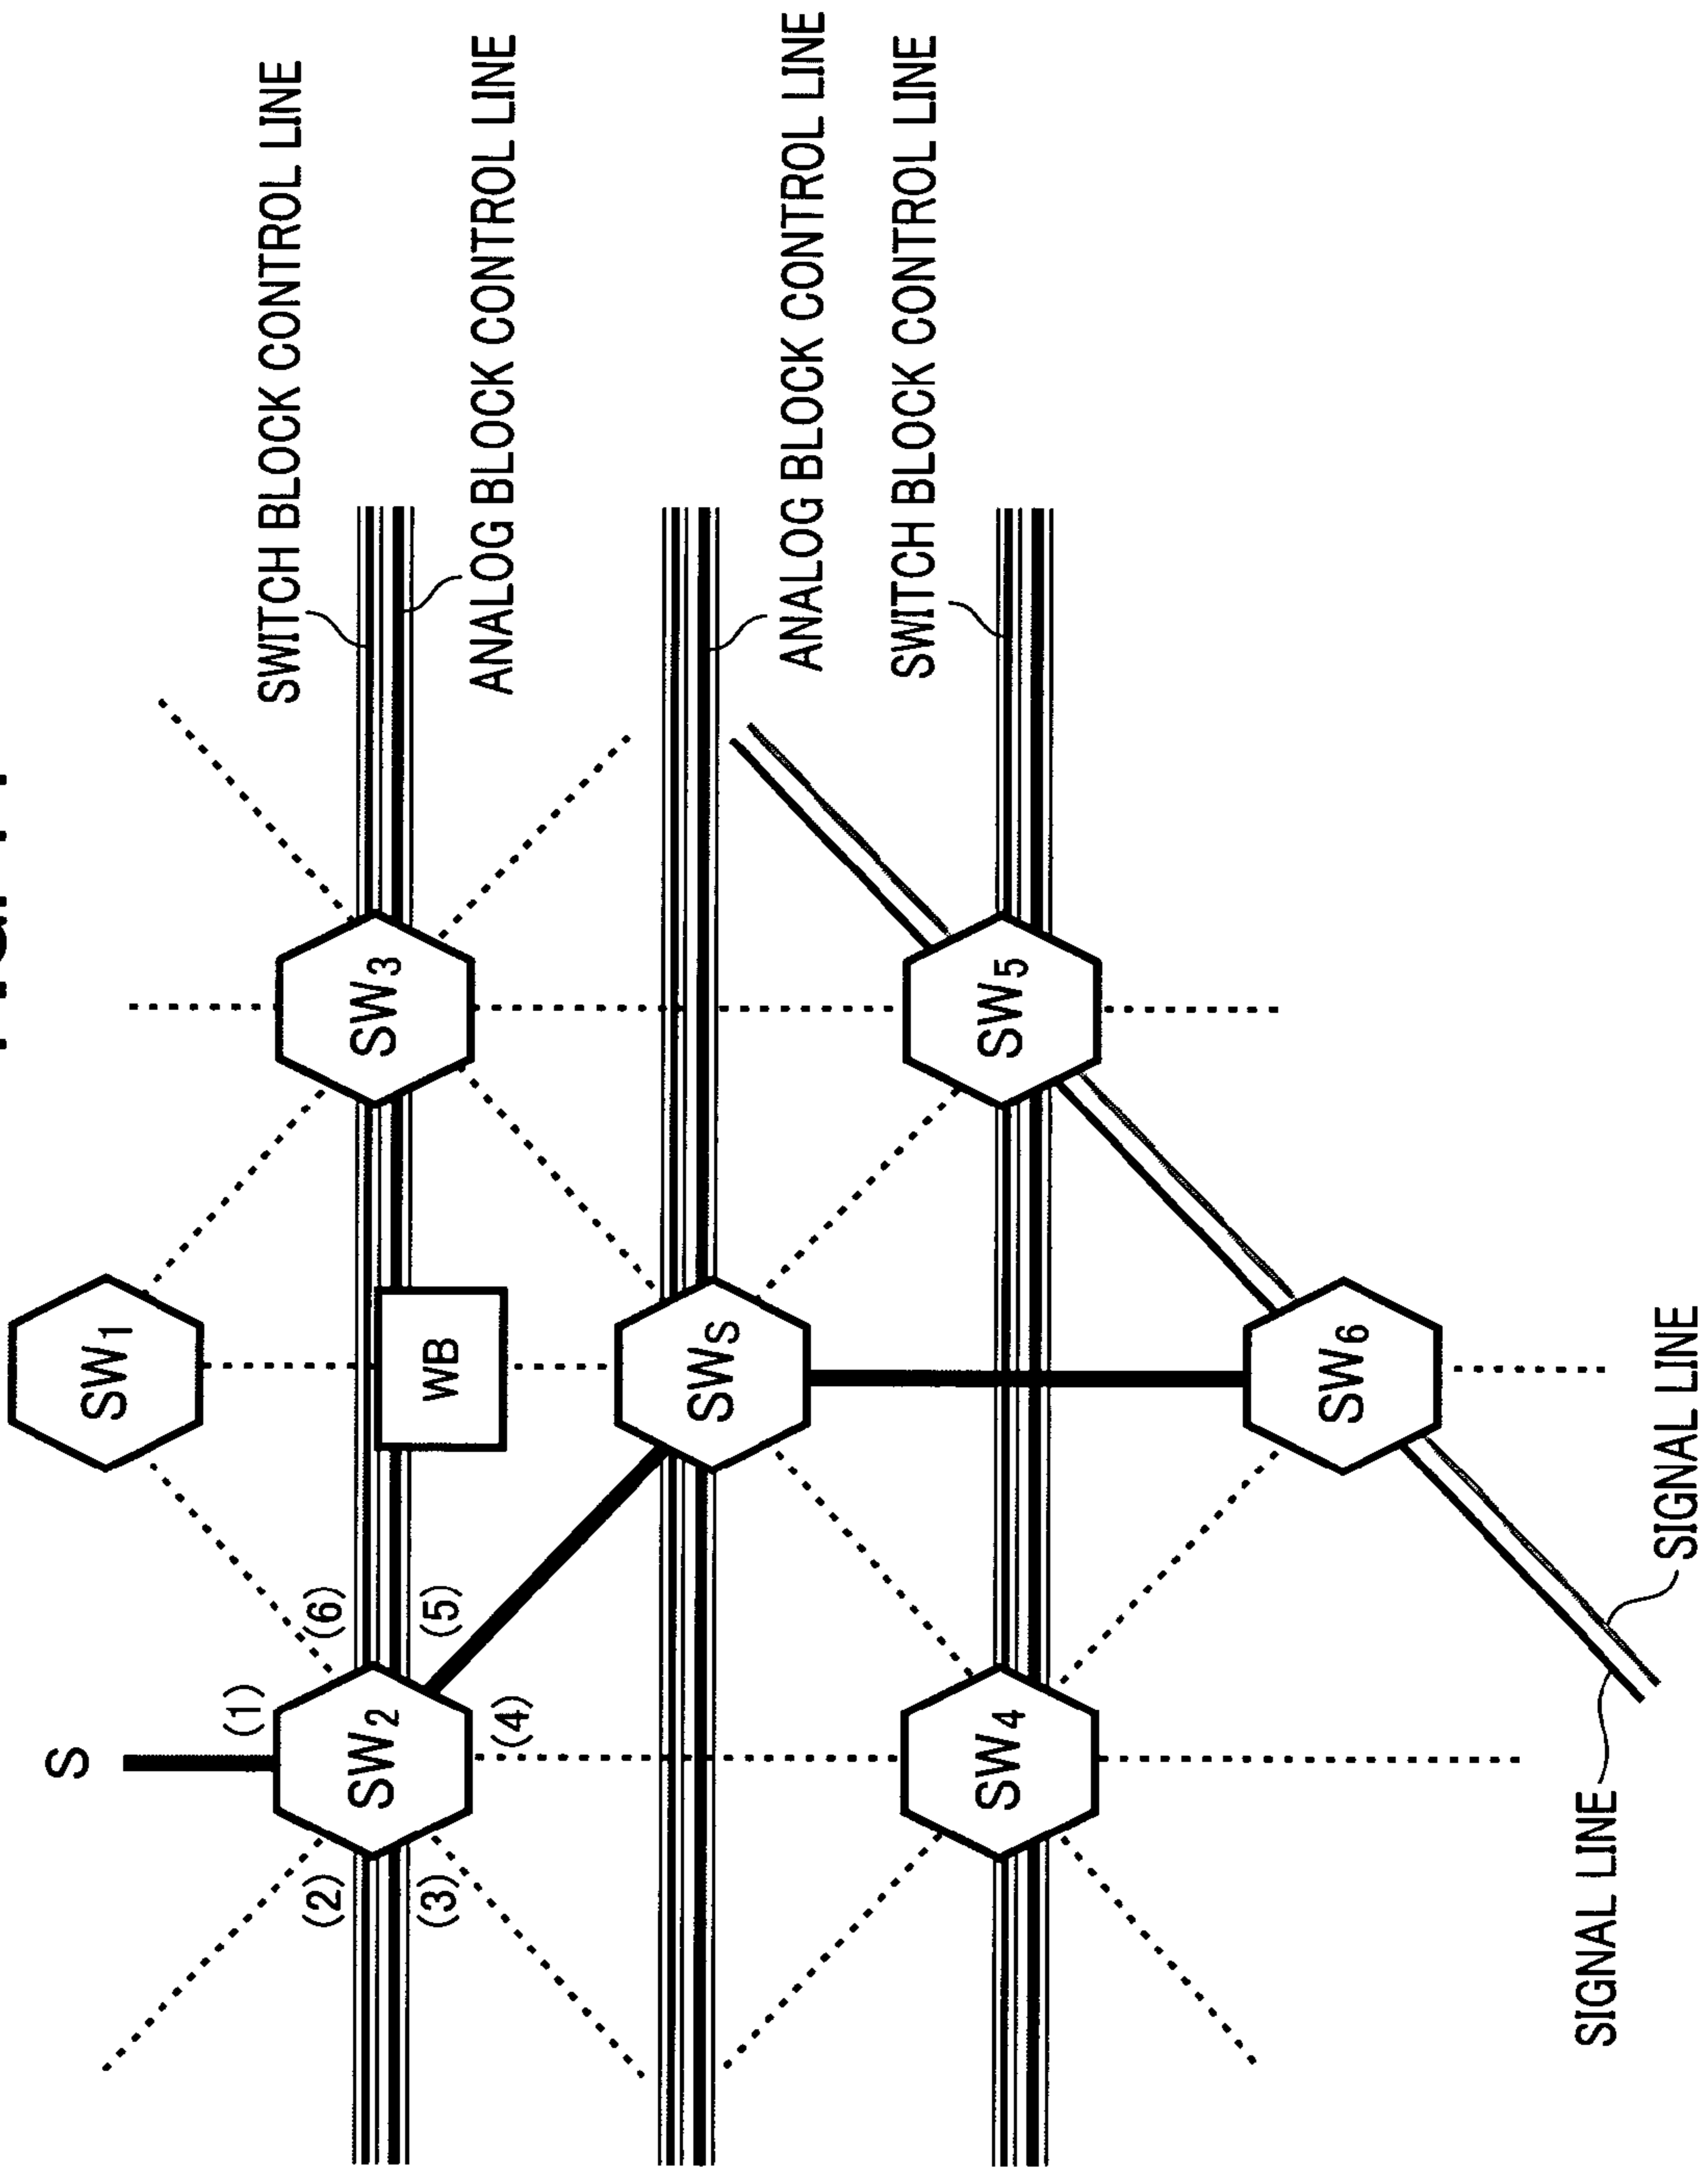 SWITCH BLOCK CONTROL LINE
ANALOG BLOCK CONTROL LINE
ANALOG BLOCK CONTROL LINE
SWITCH BLOCK CONTROL LINE
S
(1)
(2)
(3)
(4)
(5)
(6)
SW1
SW2
SW3
WB
SWS
SW4
SW5
SW6
SIGNAL LINE
SIGNAL LINE